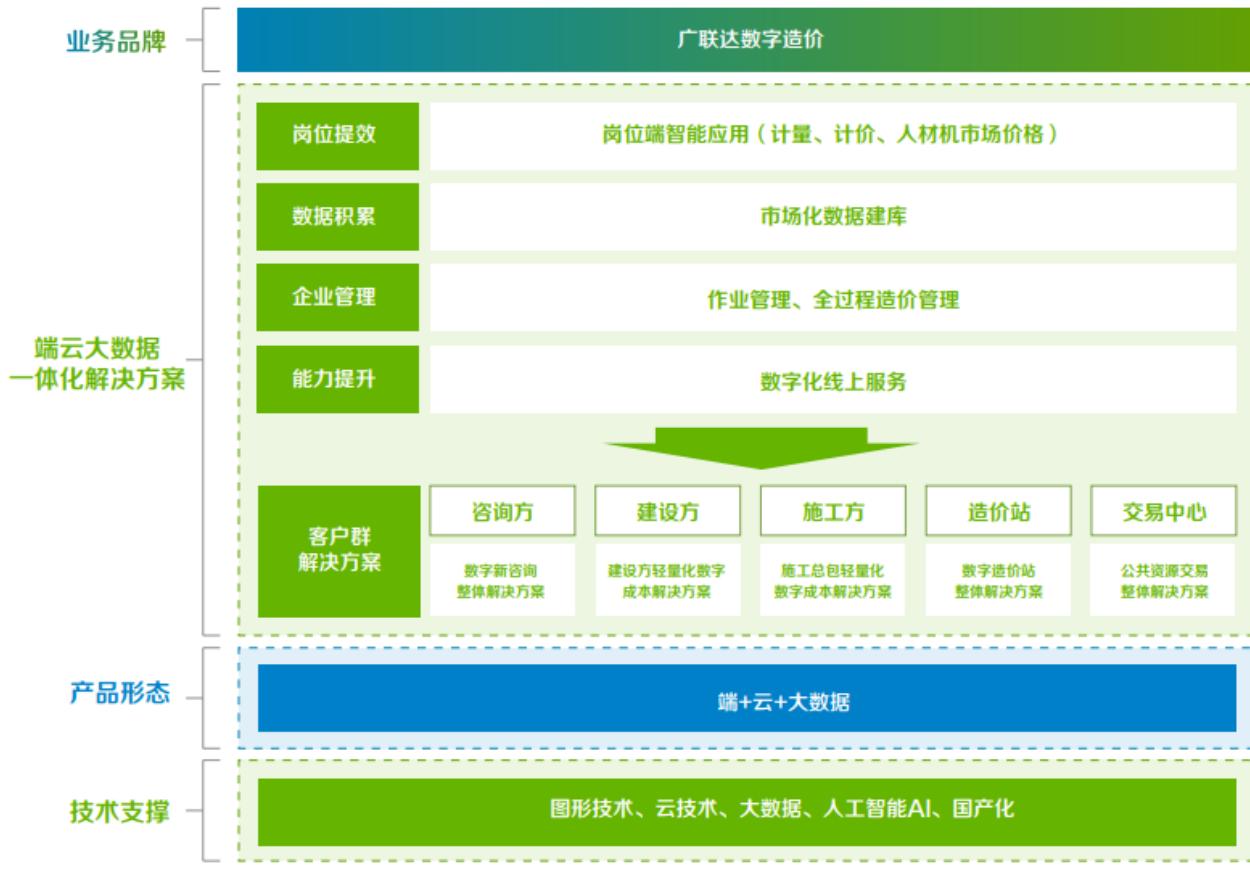 业务品牌
广联达数字造价
岗位提效
岗位端智能应用（计量、计价、人材机市场价格）
数据积累
市场化数据建库
企业管理
作业管理、全过程造价管理
端云大数据
一体化解决方案
能力提升
数字化线上服务
客户群
解决方案
咨询方
建设方
施工方
造价站
交易中心
数字新咨询
整体解决方案
建设方轻量化数字
成本解决方案
施工总包轻量化
数字成本解决方案
数字造价站
整体解决方案
公共资源交易
整体解决方案
产品形态
端+云+大数据
技术支撑
图形技术、云技术、大数据、人工智能AI、国产化